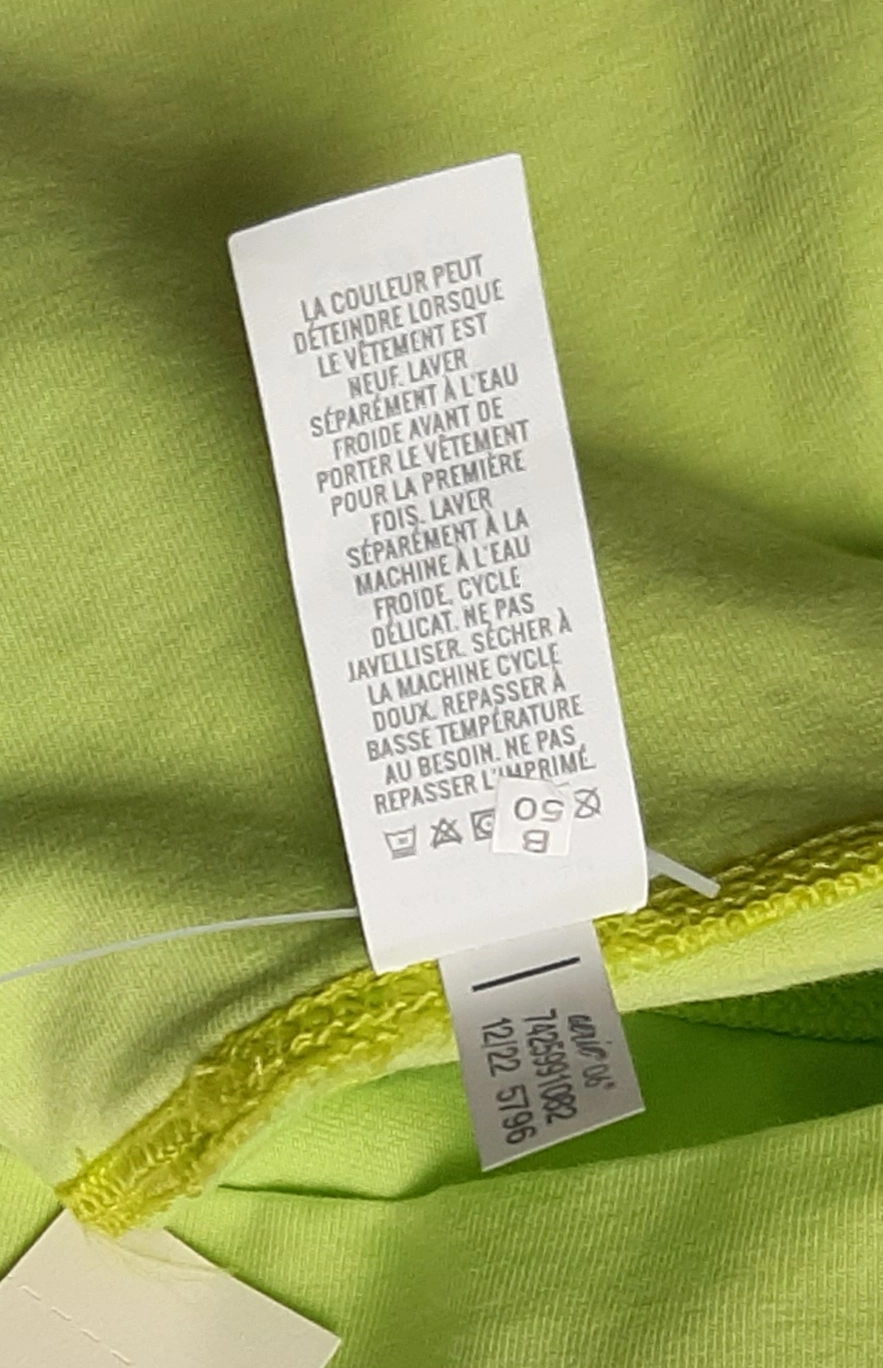 LA COULEUR PEUT
DÉTEINDRE LORSQUE
LE VÊTEMENT EST
NEUF. LAVER
SÉPARÉMENT À L'EAU
FROIDE AVANT DE
PORTER LE VÊTEMENT
POUR LA PREMIÈRE
FOIS. LAVER
SÉPARÉMENT À LA
MACHINE À L'EAU
FROIDE. CYCLE
DÉLICAT. NE PAS
JAVELLISER. SÉCHER À
LA MACHINE CYCLE
DOUX. REPASSER À
BASSE TEMPÉRATURE
AU BESOIN. NE PAS
REPASSER L'IMPRIMÉ.
B
50
7425991082
12/22 5796